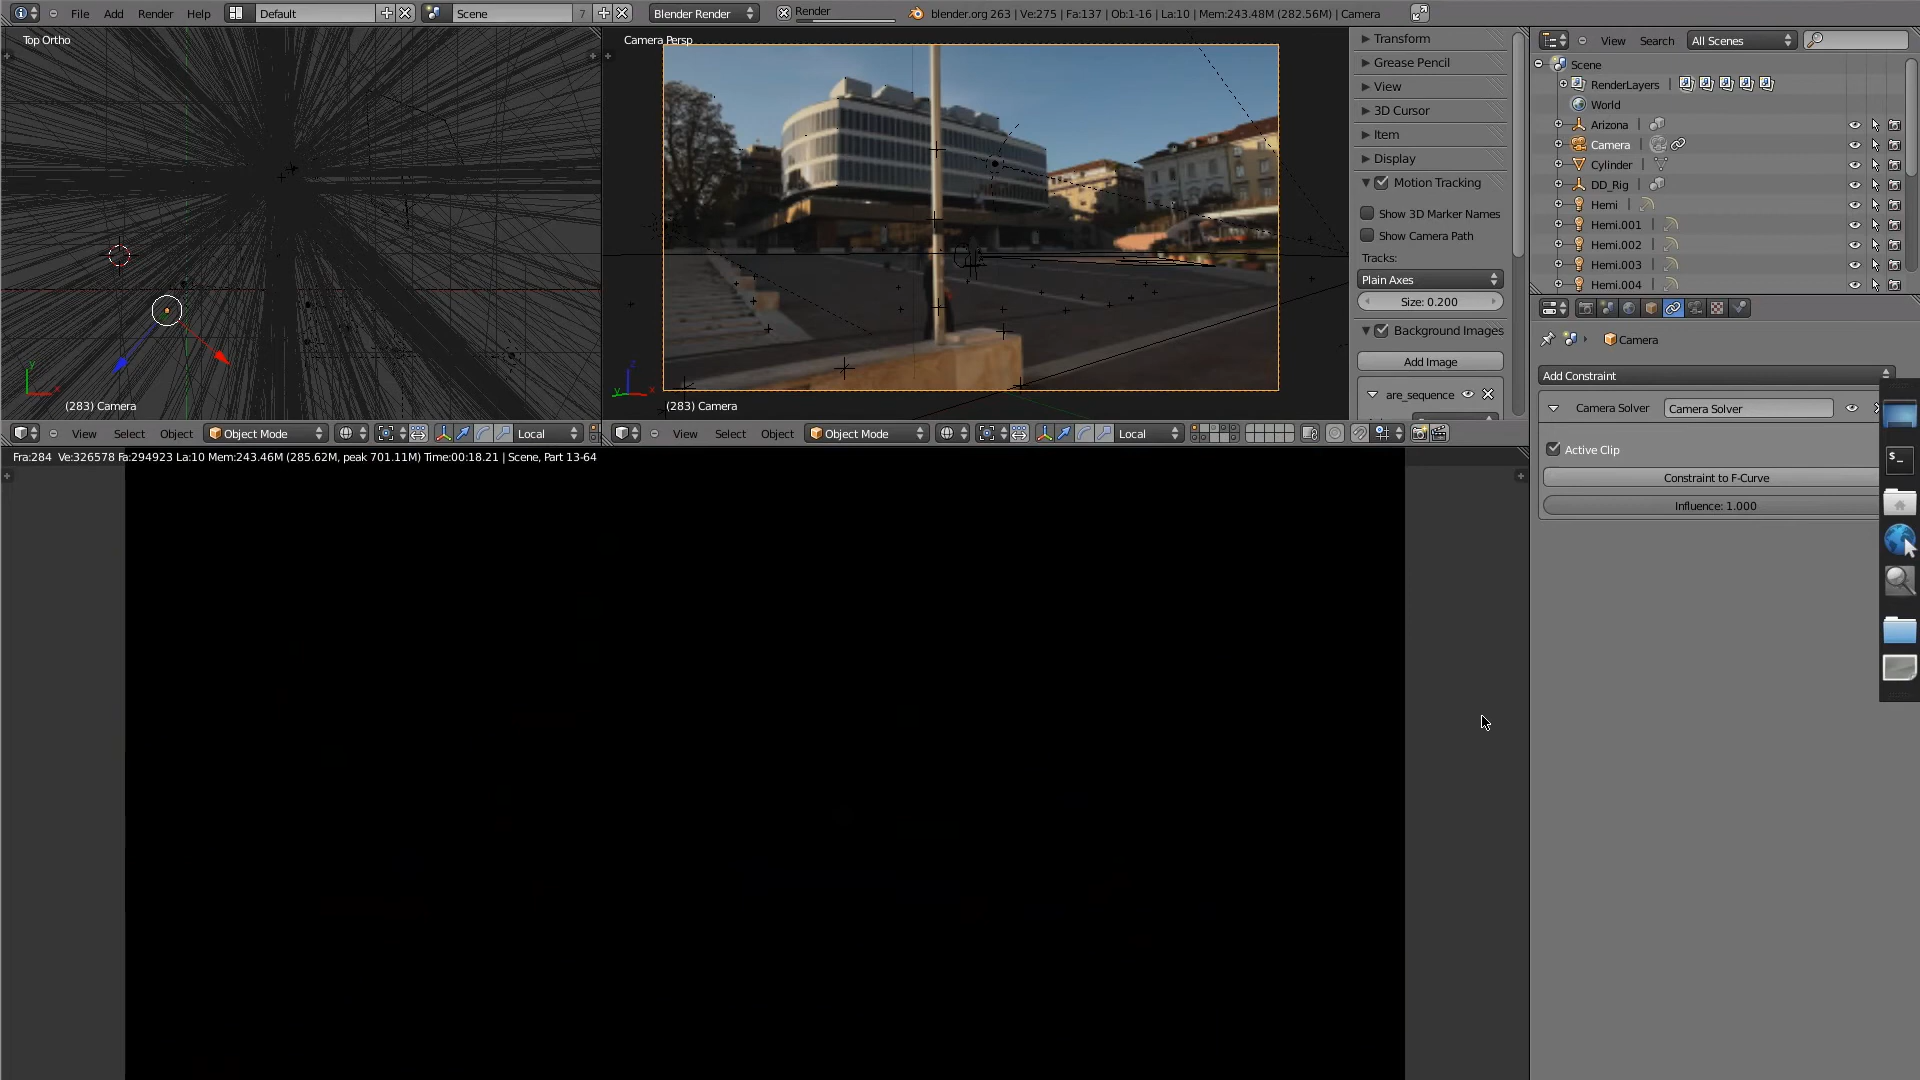 File Add Render Help Default Scene 7 Blender Render Render blender.org 263 | Ve:275 | Fa:137 | Ob:1-16 | La:10 | Mem:243.48M (282.56M) | Camera
Top Ortho
Camera Persp
Transform
Grease Pencil
View
3D Cursor
Item
Display
Motion Tracking
Show 3D Marker Names
Show Camera Path
Tracks:
Plain Axes
Size: 0.200
Background Images
Add Image
are_sequence
(283) Camera
(283) Camera
View Select Object Object Mode Local
View Select Object Object Mode Local
Fra:284 Ve:326578 Fa:294923 La:10 Mem:243.46M (285.62M, peak 701.11M) Time:00:18.21 | Scene, Part 13-64
View Search All Scenes
Scene
RenderLayers
World
Arizona
Camera
Cylinder
DD_Rig
Hemi
Hemi.001
Hemi.002
Hemi.003
Hemi.004
Camera
Add Constraint
Camera Solver Camera Solver
Active Clip
Constraint to F-Curve
Influence: 1.000